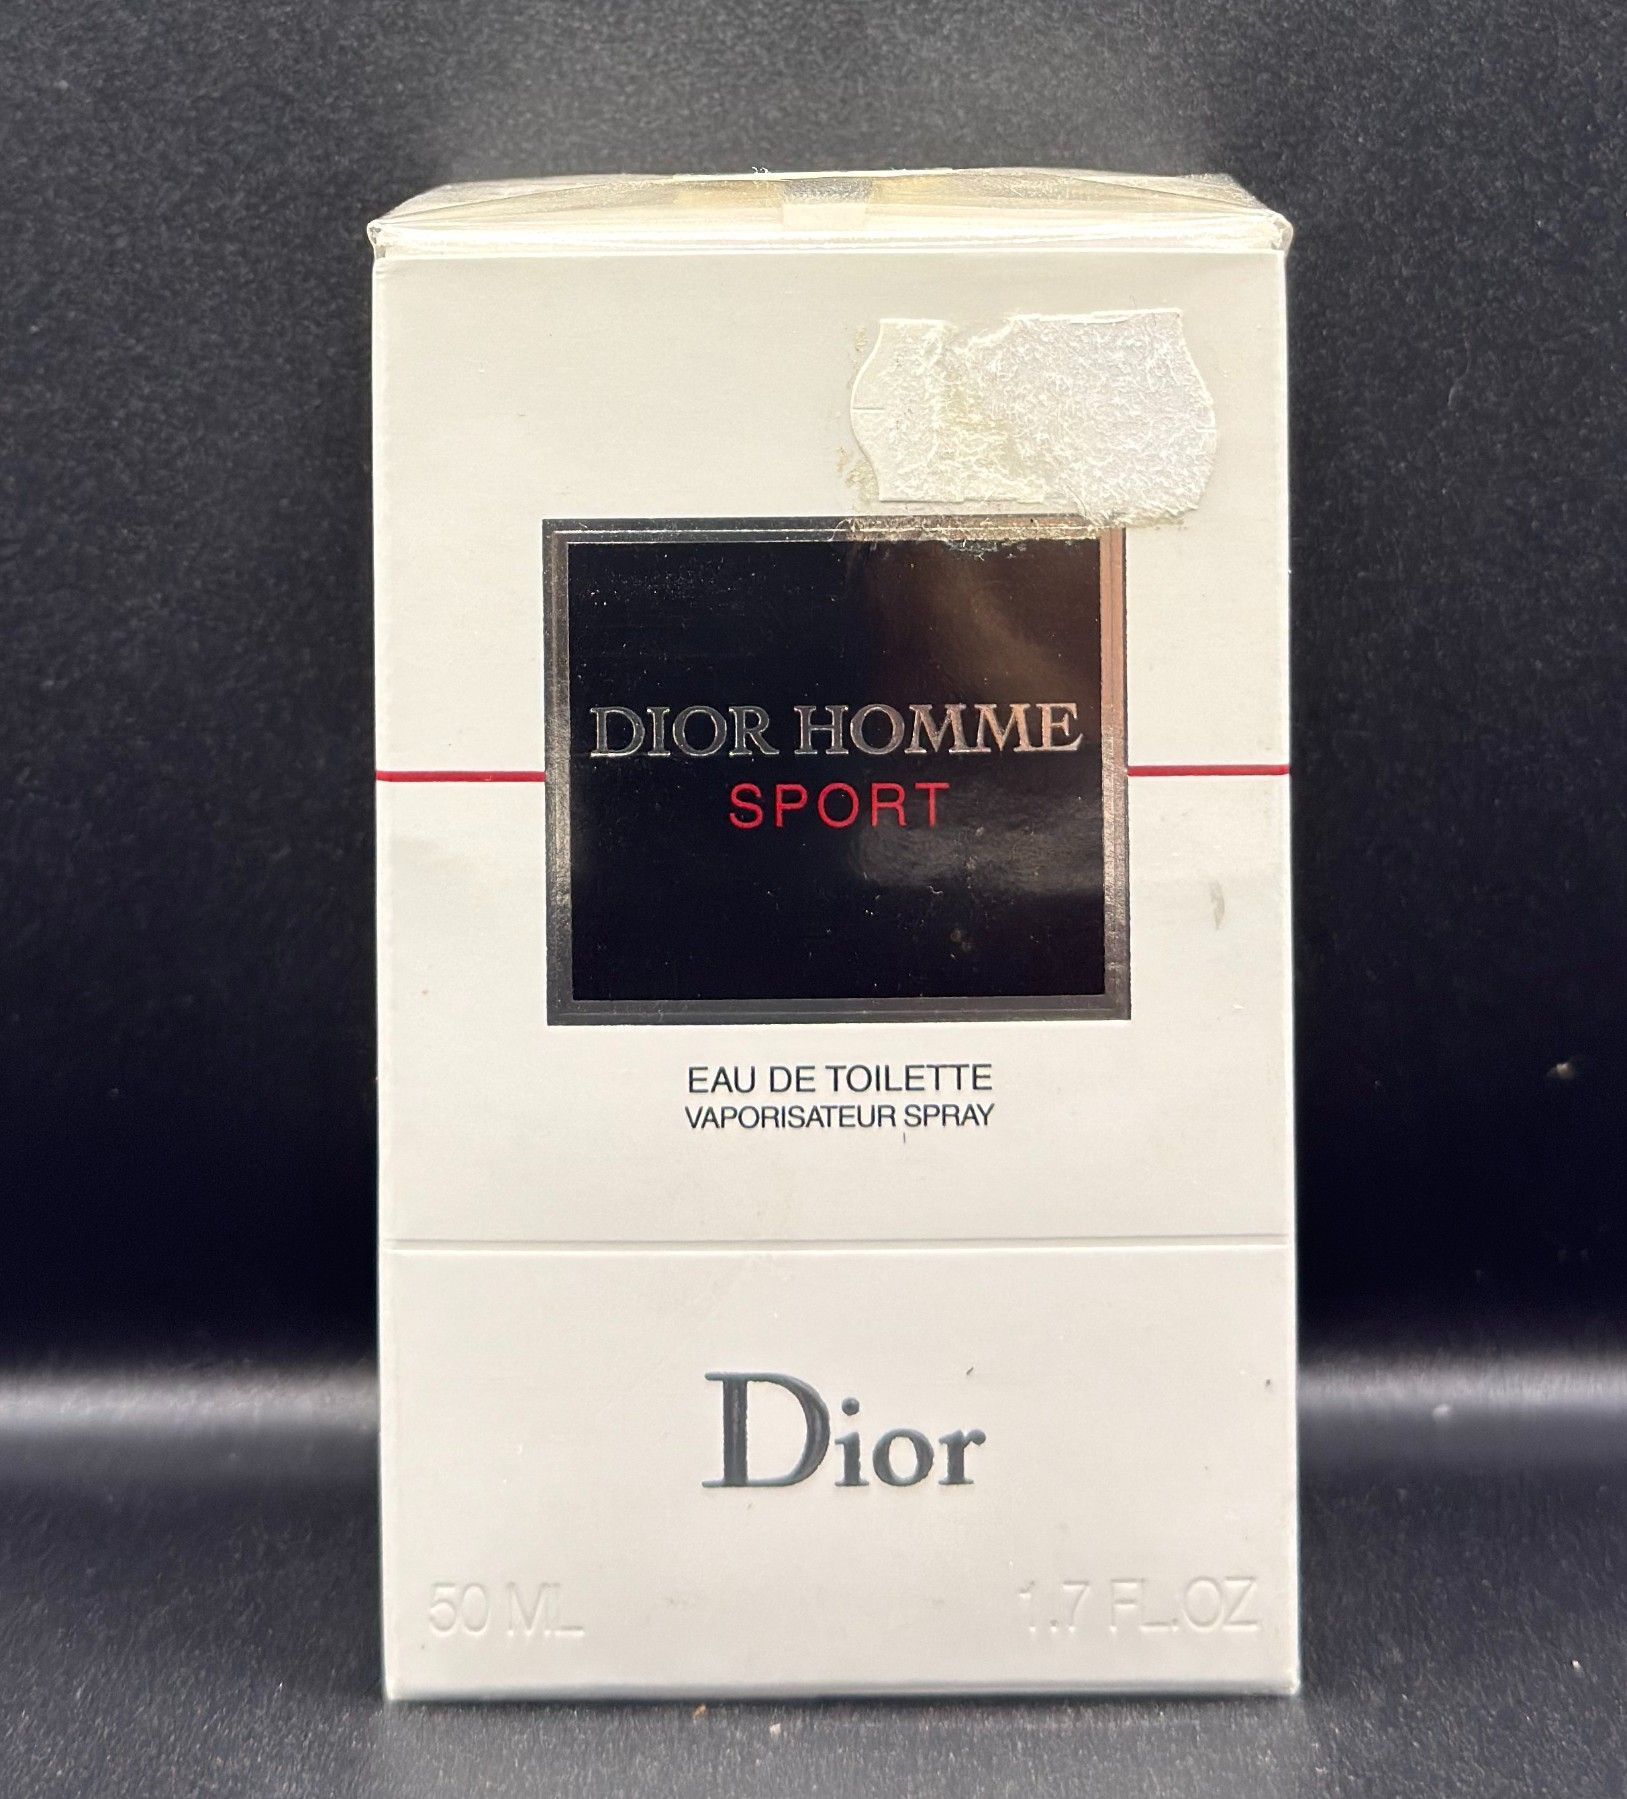 DIOR HOMME
SPORT
EAU DE TOILETTE
VAPORISATEUR SPRAY
Dior
50 ML 1.7 FL.OZ